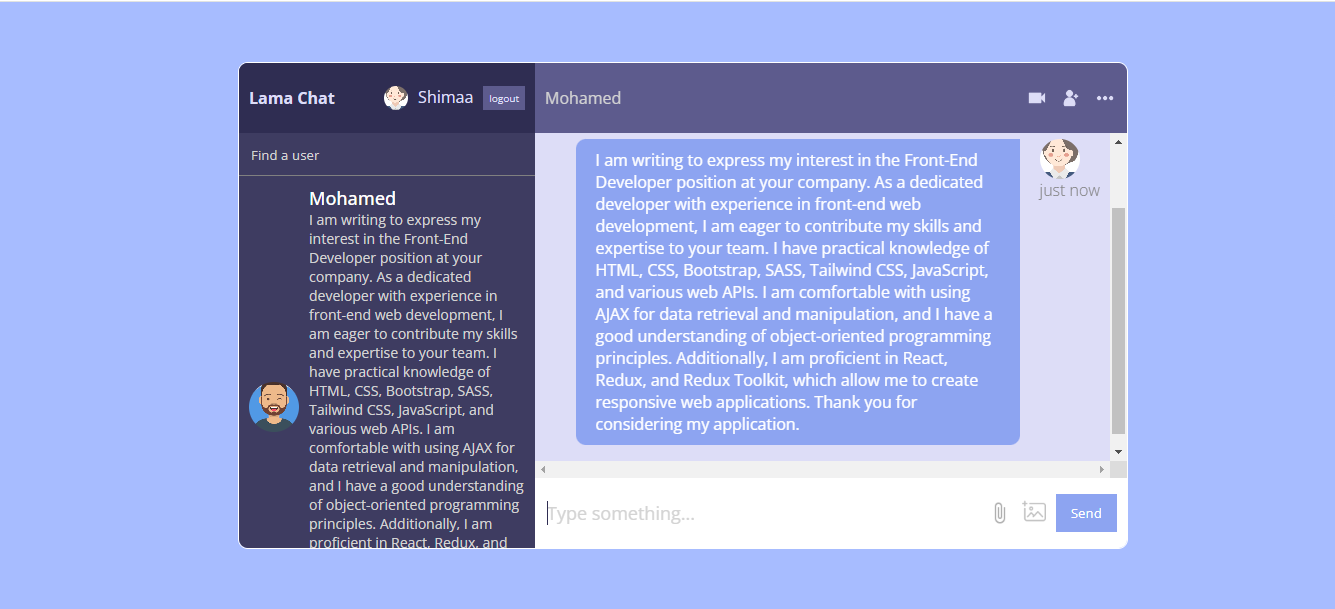 Lama Chat
Shimaa
logout
Find a user
Mohamed
I am writing to express my
interest in the Front-End
Developer position at your
company. As a dedicated
developer with experience in
front-end web development, I
am eager to contribute my skills
and expertise to your team. I
have practical knowledge of
HTML, CSS, Bootstrap, SASS,
Tailwind CSS, JavaScript, and
various web APIs. I am
comfortable with using AJAX for
data retrieval and manipulation,
and I have a good understanding
of object-oriented programming
principles. Additionally, I am
proficient in React, Redux, and
Mohamed
I am writing to express my interest in the Front-End
Developer position at your company. As a dedicated
developer with experience in front-end web
development, I am eager to contribute my skills and
expertise to your team. I have practical knowledge of
HTML, CSS, Bootstrap, SASS, Tailwind CSS, JavaScript,
and various web APIs. I am comfortable with using
AJAX for data retrieval and manipulation, and I have a
good understanding of object-oriented programming
principles. Additionally, I am proficient in React,
Redux, and Redux Toolkit, which allow me to create
responsive web applications. Thank you for
considering my application.
just now
Type something...
Send